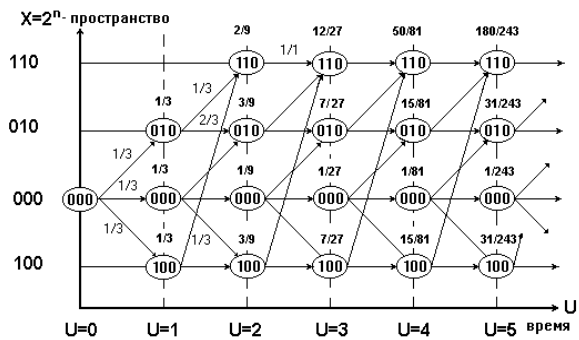 X=2ⁿ- пространство
2/9 12/27 50/81 180/243
110 110 1/1 110 110 110
1/3 1/3 2/3 3/9 7/27 15/81 31/243
010 010 010 010 010 010
1/3 1/3 1/9 1/27 1/81 1/243
000 000 1/3 000 000 000 000 000
1/3 1/3 1/3 3/9 7/27 15/81 31/243
100 100 100 100 100 100
U
U=0 U=1 U=2 U=3 U=4 U=5 время